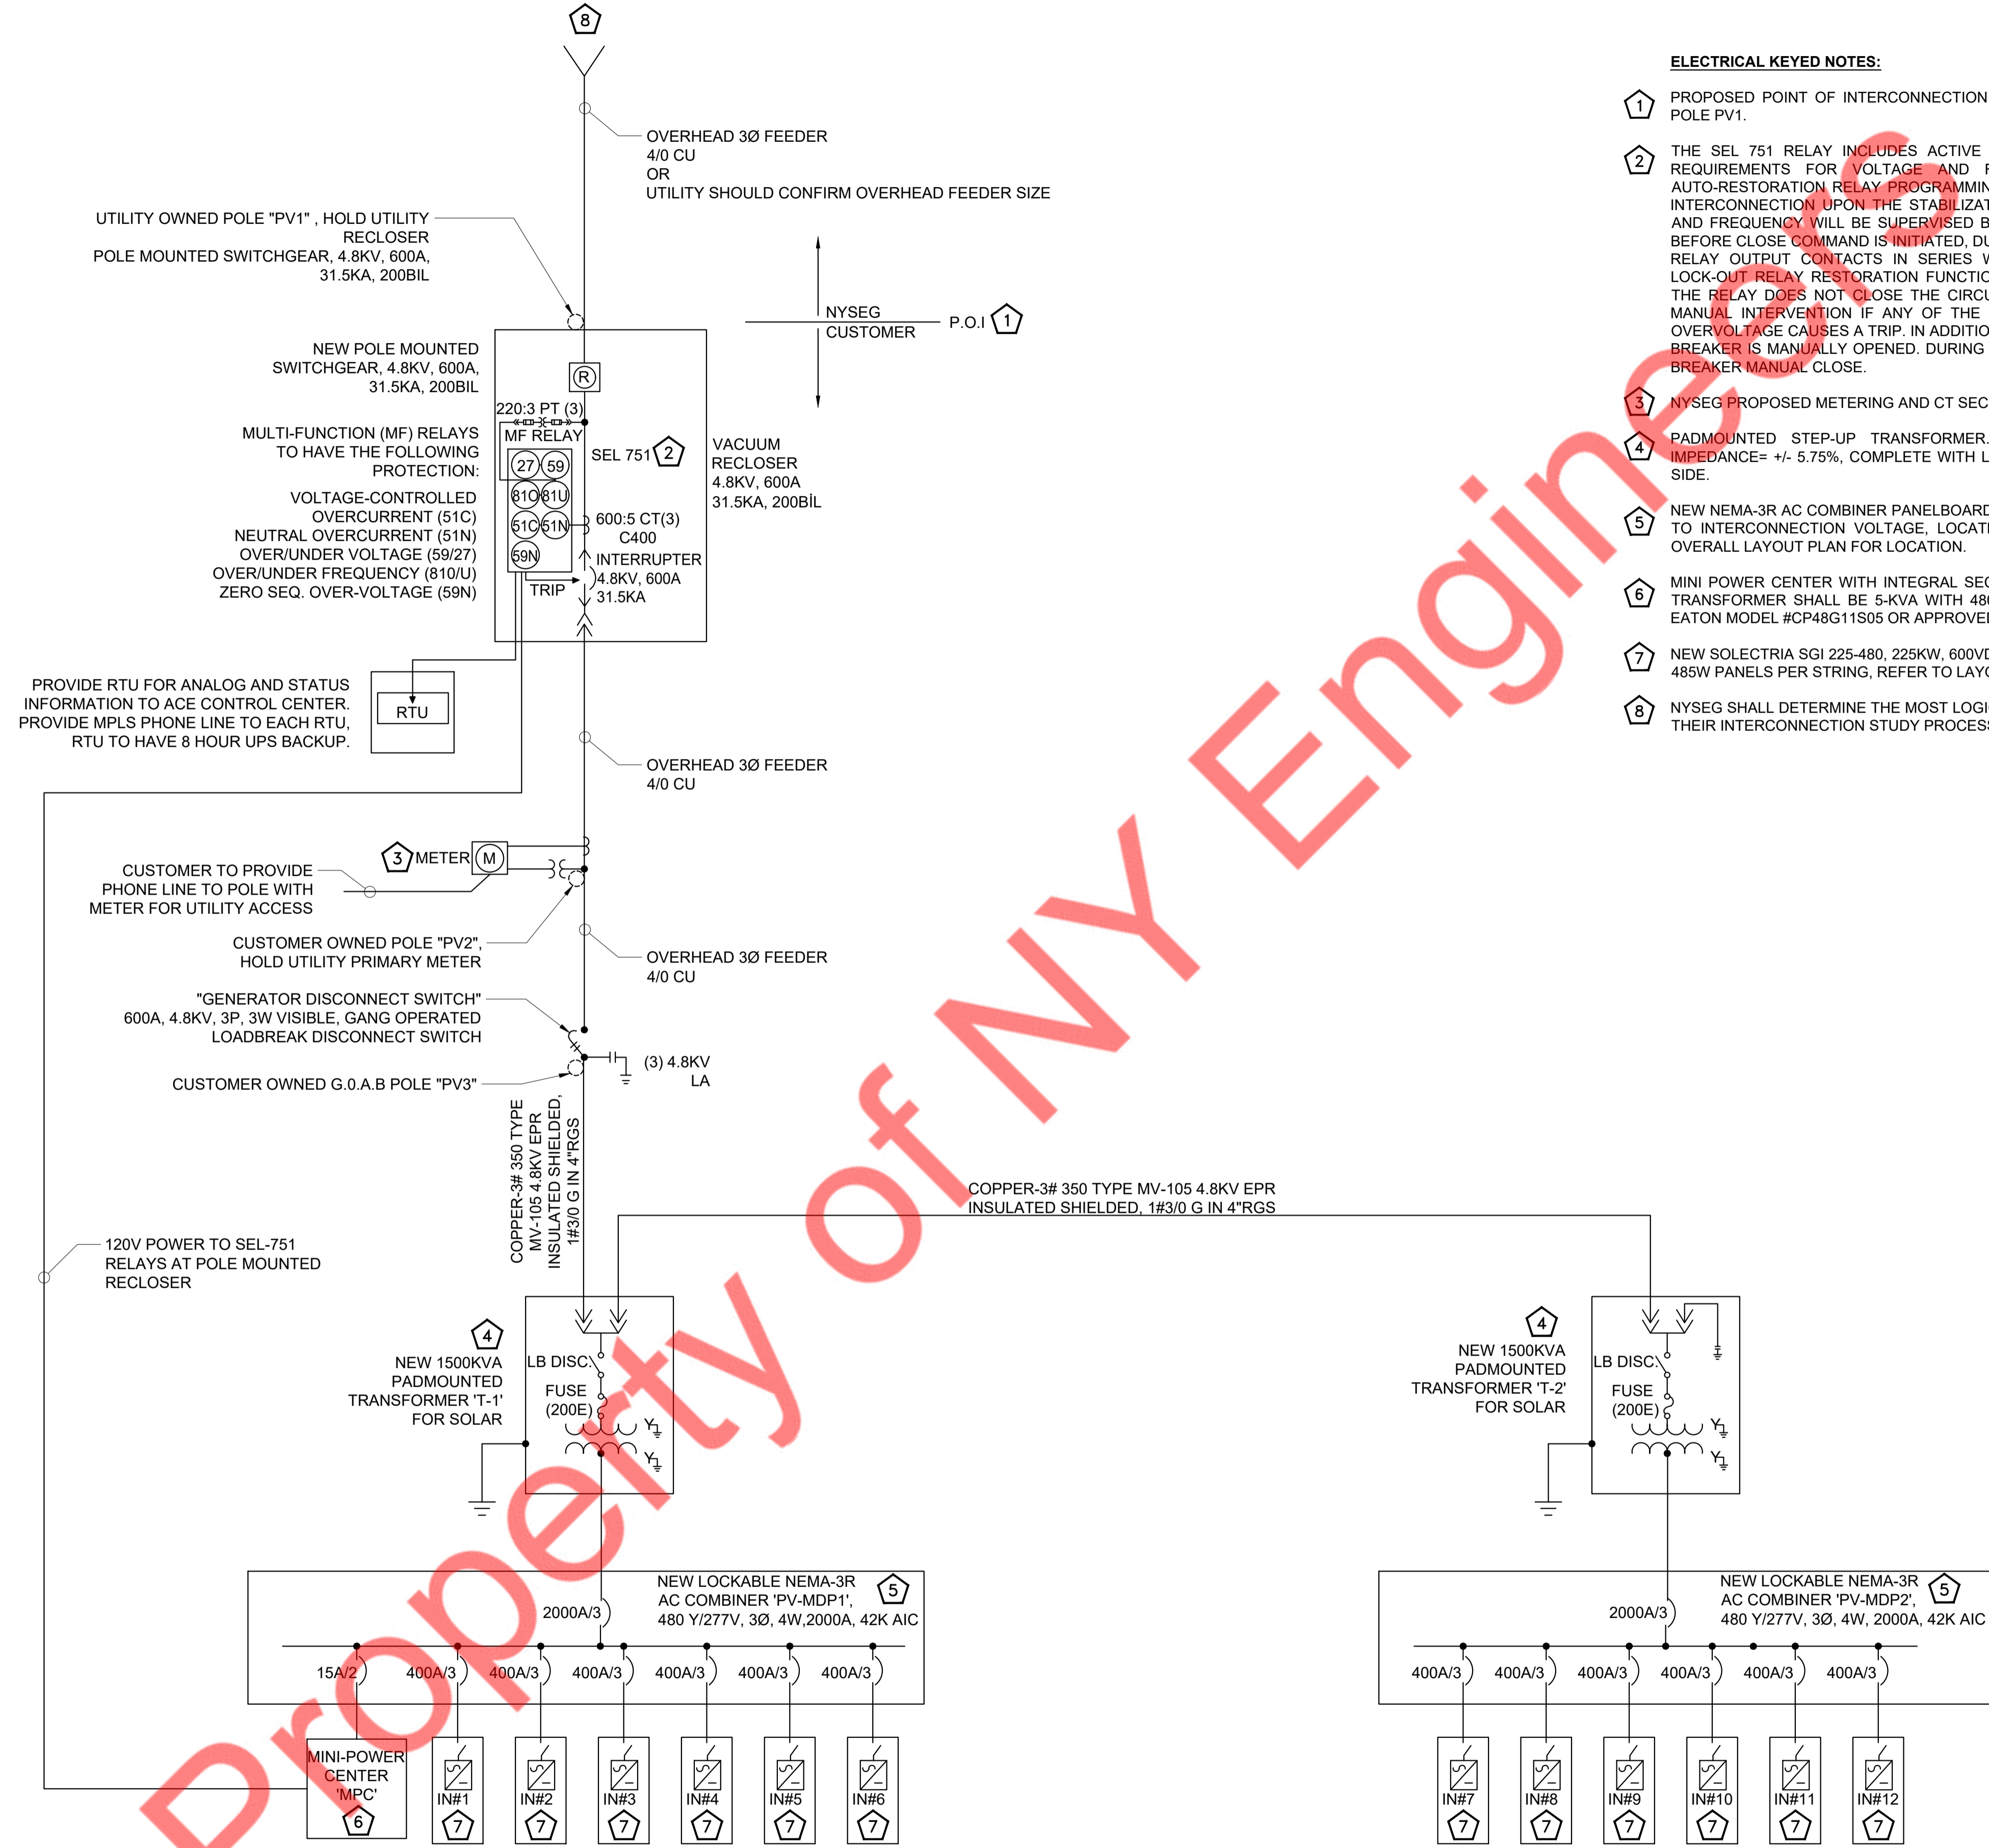 8
OVERHEAD 3Ø FEEDER
4/0 CU
OR
UTILITY SHOULD CONFIRM OVERHEAD FEEDER SIZE
UTILITY OWNED POLE "PV1" , HOLD UTILITY
RECLOSER
POLE MOUNTED SWITCHGEAR, 4.8KV, 600A,
31.5KA, 200BIL
NYSEG
CUSTOMER
P.O.I
1
NEW POLE MOUNTED
SWITCHGEAR, 4.8KV, 600A,
31.5KA, 200BIL
R
220:3 PT (3)
MF RELAY
MULTI-FUNCTION (MF) RELAYS
TO HAVE THE FOLLOWING
PROTECTION:
VOLTAGE-CONTROLLED
OVERCURRENT (51C)
NEUTRAL OVERCURRENT (51N)
OVER/UNDER VOLTAGE (59/27)
OVER/UNDER FREQUENCY (810/U)
ZERO SEQ. OVER-VOLTAGE (59N)
27 59
81O 81U
51C 51N
59N
SEL 751
2
VACUUM
RECLOSER
4.8KV, 600A
31.5KA, 200BİL
600:5 CT(3)
C400
INTERRUPTER
4.8KV, 600A
31.5KA
TRIP
PROVIDE RTU FOR ANALOG AND STATUS
INFORMATION TO ACE CONTROL CENTER.
PROVIDE MPLS PHONE LINE TO EACH RTU,
RTU TO HAVE 8 HOUR UPS BACKUP.
RTU
OVERHEAD 3Ø FEEDER
4/0 CU
3
METER
M
CUSTOMER TO PROVIDE
PHONE LINE TO POLE WITH
METER FOR UTILITY ACCESS
CUSTOMER OWNED POLE "PV2",
HOLD UTILITY PRIMARY METER
OVERHEAD 3Ø FEEDER
4/0 CU
"GENERATOR DISCONNECT SWITCH"
600A, 4.8KV, 3P, 3W VISIBLE, GANG OPERATED
LOADBREAK DISCONNECT SWITCH
(3) 4.8KV
LA
CUSTOMER OWNED G.0.A.B POLE "PV3"
COPPER-3# 350 TYPE
MV-105 4.8KV EPR
INSULATED SHIELDED,
1#3/0 G IN 4"RGS
COPPER-3# 350 TYPE MV-105 4.8KV EPR
INSULATED SHIELDED, 1#3/0 G IN 4"RGS
120V POWER TO SEL-751
RELAYS AT POLE MOUNTED
RECLOSER
4
NEW 1500KVA
PADMOUNTED
TRANSFORMER 'T-1'
FOR SOLAR
LB DISC.
FUSE
(200E)
Y
Y
4
NEW 1500KVA
PADMOUNTED
TRANSFORMER 'T-2'
FOR SOLAR
LB DISC.
FUSE
(200E)
Y
Y
NEW LOCKABLE NEMA-3R
AC COMBINER 'PV-MDP1',
480 Y/277V, 3Ø, 4W,2000A, 42K AIC
5
2000A/3
15A/2 400A/3 400A/3 400A/3 400A/3 400A/3 400A/3
MINI-POWER
CENTER
'MPC'
6
IN#1 IN#2 IN#3 IN#4 IN#5 IN#6
7 7 7 7 7 7
NEW LOCKABLE NEMA-3R
AC COMBINER 'PV-MDP2',
480 Y/277V, 3Ø, 4W, 2000A, 42K AIC
5
2000A/3
400A/3 400A/3 400A/3 400A/3 400A/3 400A/3
IN#7 IN#8 IN#9 IN#10 IN#11 IN#12
7 7 7 7 7 7
ELECTRICAL KEYED NOTES:
1 PROPOSED POINT OF INTERCONNECTION
POLE PV1.
2 THE SEL 751 RELAY INCLUDES ACTIVE
REQUIREMENTS FOR VOLTAGE AND
AUTO-RESTORATION RELAY
INTERCONNECTION UPON THE
AND FREQUENCY WILL BE SUPERVISED
BEFORE CLOSE COMMAND IS INITIATED,
RELAY OUTPUT CONTACTS IN SERIES
LOCK-OUT RELAY RESTORATION
THE RELAY DOES NOT CLOSE THE
MANUAL INTERVENTION IF ANY OF THE
OVERVOLTAGE CAUSES A TRIP. IN
BREAKER IS MANUALLY OPENED. DURING
BREAKER MANUAL CLOSE.
3 NYSEG PROPOSED METERING AND CT
4 PADMOUNTED STEP-UP TRANSFORMER.
IMPEDANCE= +/- 5.75%, COMPLETE WITH
SIDE.
5 NEW NEMA-3R AC COMBINER PANELBOARD
TO INTERCONNECTION VOLTAGE,
OVERALL LAYOUT PLAN FOR LOCATION.
6 MINI POWER CENTER WITH INTEGRAL
TRANSFORMER SHALL BE 5-KVA WITH
EATON MODEL #CP48G11S05 OR
7 NEW SOLECTRIA SGI 225-480, 225KW,
485W PANELS PER STRING, REFER TO
8 NYSEG SHALL DETERMINE THE MOST
THEIR INTERCONNECTION STUDY
Property of NY Engineers